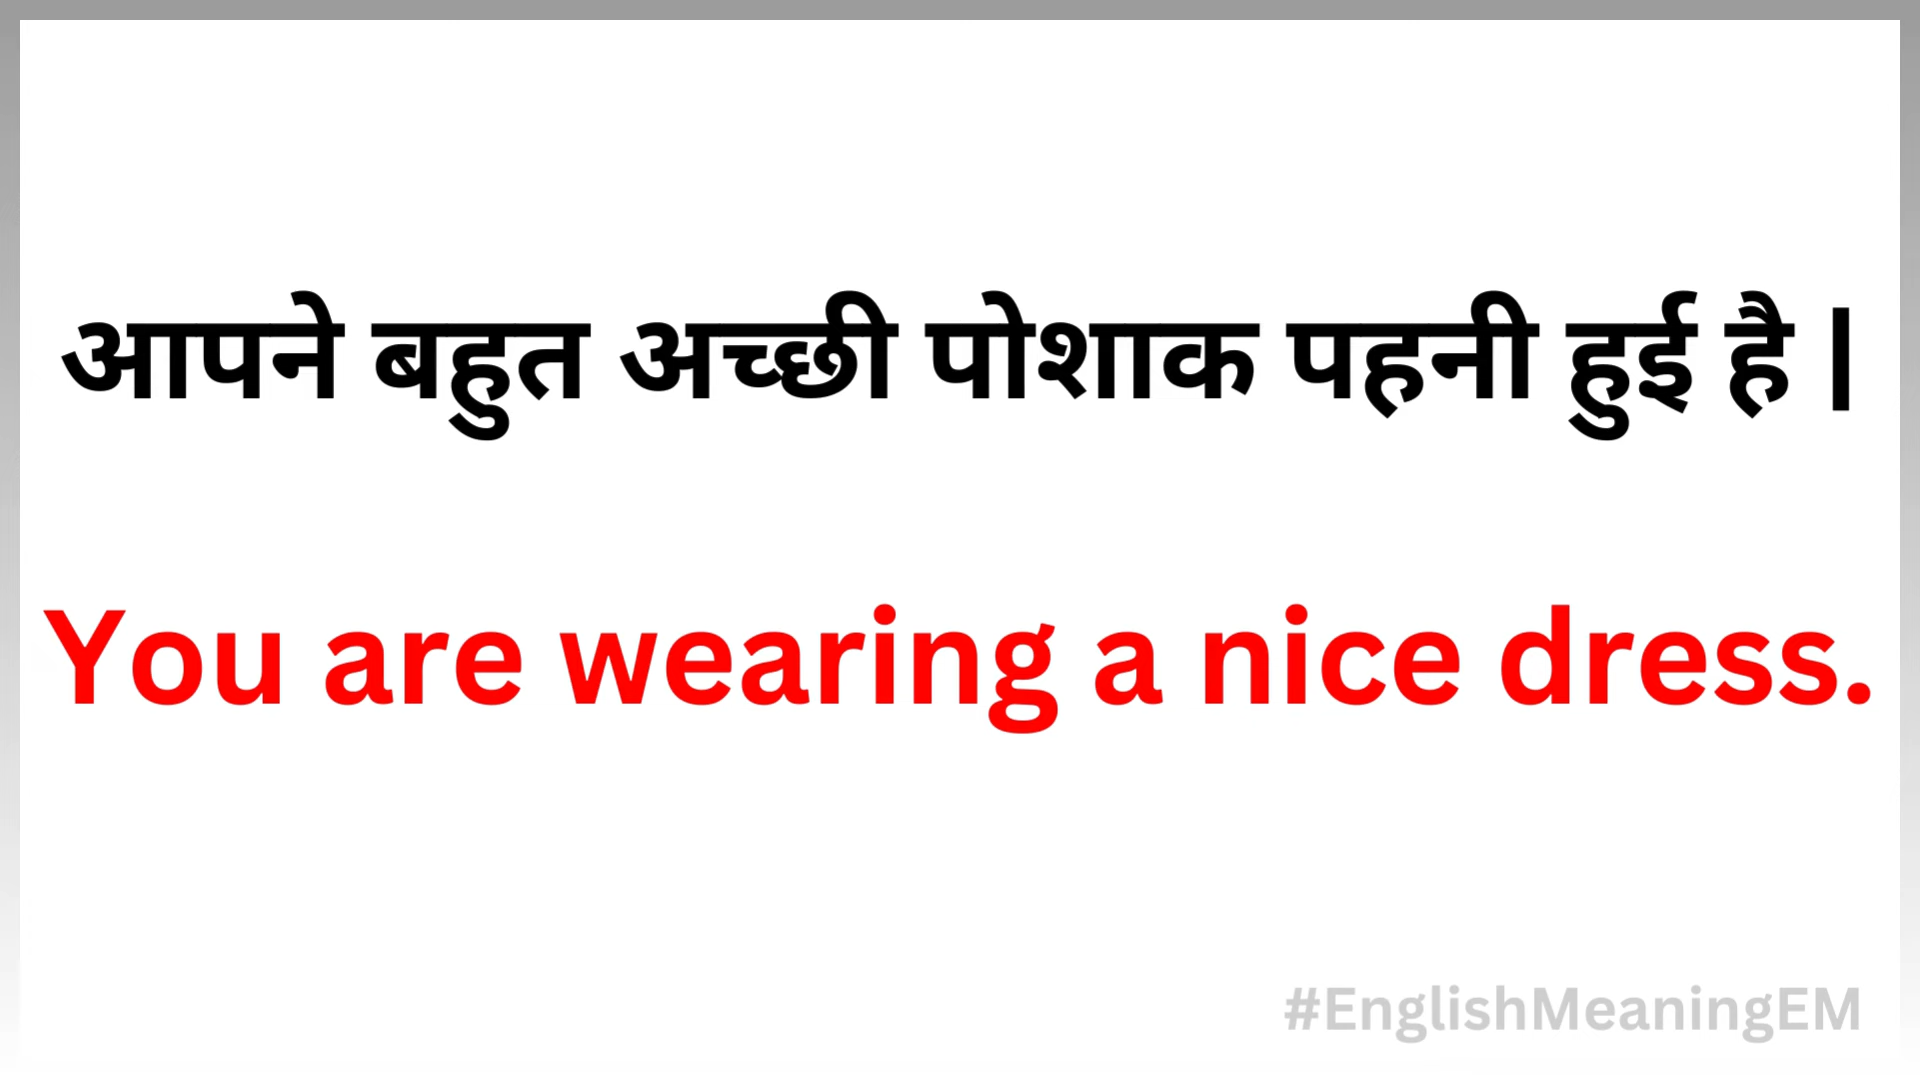 आपने बहुत अच्छी पोशाक पहनी हुई है |
You are wearing a nice dress.
#EnglishMeaningEM